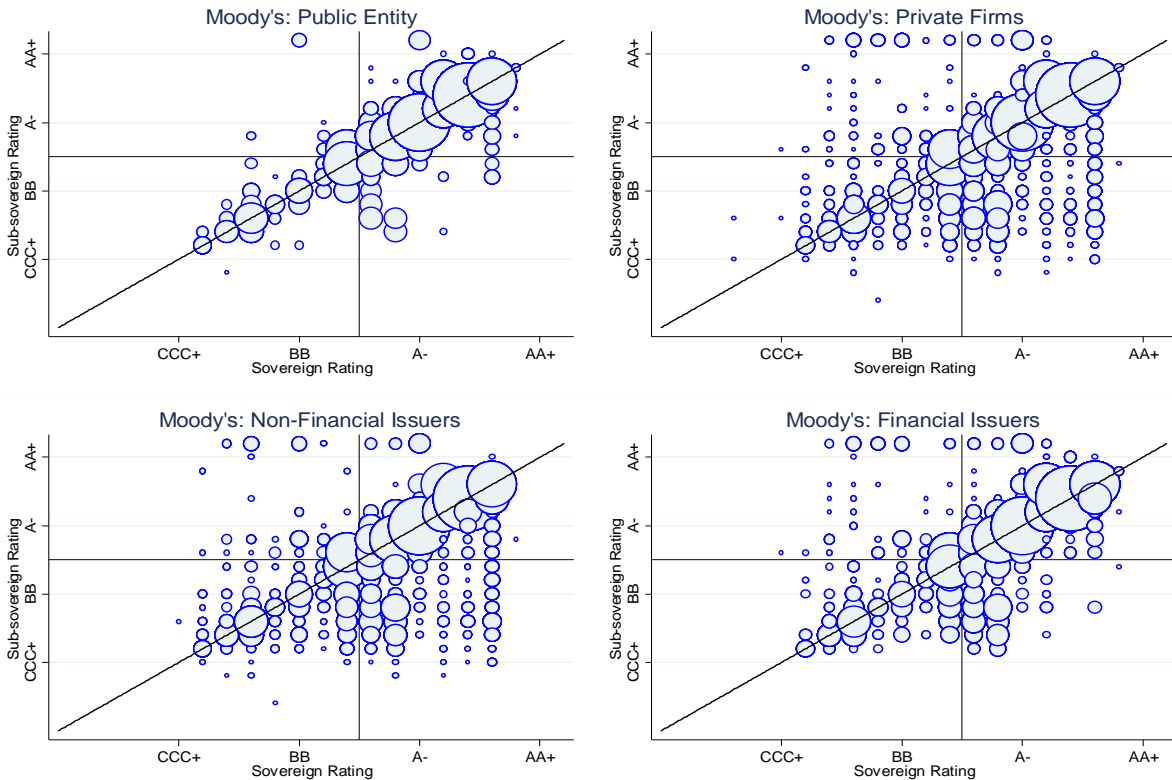 Moody's: Public Entity
Sub-sovereign Rating
AA+
A-
BB
CCC+
CCC+ BB A- AA+
Sovereign Rating
Moody's: Private Firms
Sub-sovereign Rating
AA+
A-
BB
CCC+
CCC+ BB A- AA+
Sovereign Rating
Moody's: Non-Financial Issuers
Sub-sovereign Rating
AA+
A-
BB
CCC+
CCC+ BB A- AA+
Sovereign Rating
Moody's: Financial Issuers
Sub-sovereign Rating
AA+
A-
BB
CCC+
CCC+ BB A- AA+
Sovereign Rating